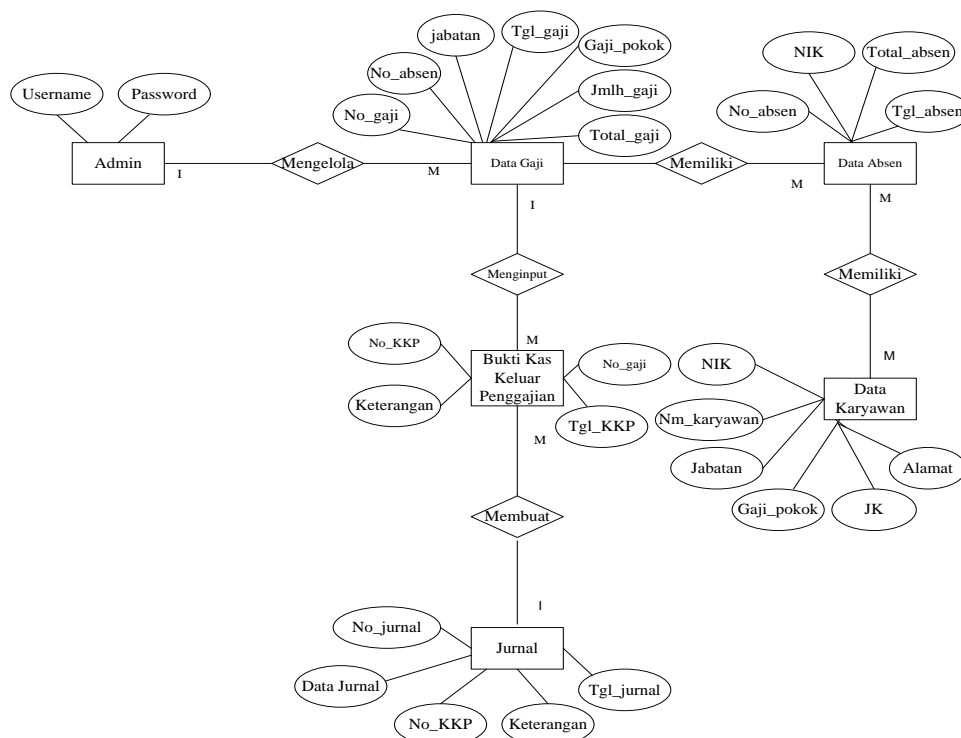 jabatan
Tgl_gaji
Gaji_pokok
NIK
Total_absen
No_absen
Username
Password
Jmlh_gaji
No_gaji
No_absen
Tgl_absen
Total_gaji
Admin
Mengelola
Data Gaji
Memiliki
Data Absen
I
M
M
M
I
Menginput
Memiliki
M
No_KKP
Bukti Kas
Keluar
Penggajian
No_gaji
Keterangan
Tgl_KKP
M
M
NIK
Data
Karyawan
Nm_karyawan
Jabatan
Alamat
Gaji_pokok
JK
Membuat
I
No_jurnal
Jurnal
Data Jurnal
Tgl_jurnal
No_KKP
Keterangan